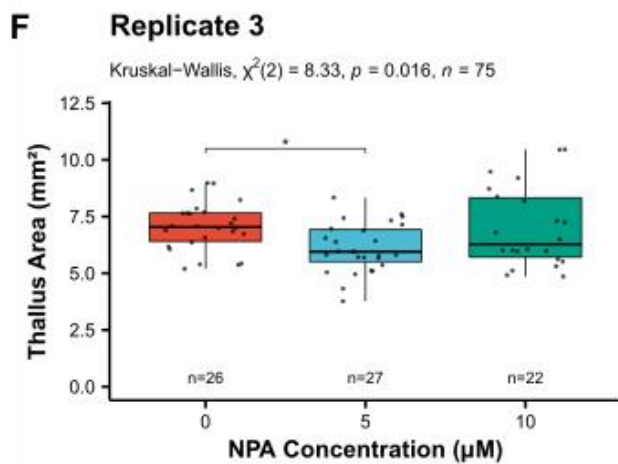 F
Replicate 3
Kruskal−Wallis, χ²(2) = 8.33, p = 0.016, n = 75
Thallus Area (mm²)
12.5
10.0
7.5
5.0
2.5
0.0
*
n=26
n=27
n=22
0
5
10
NPA Concentration (µM)